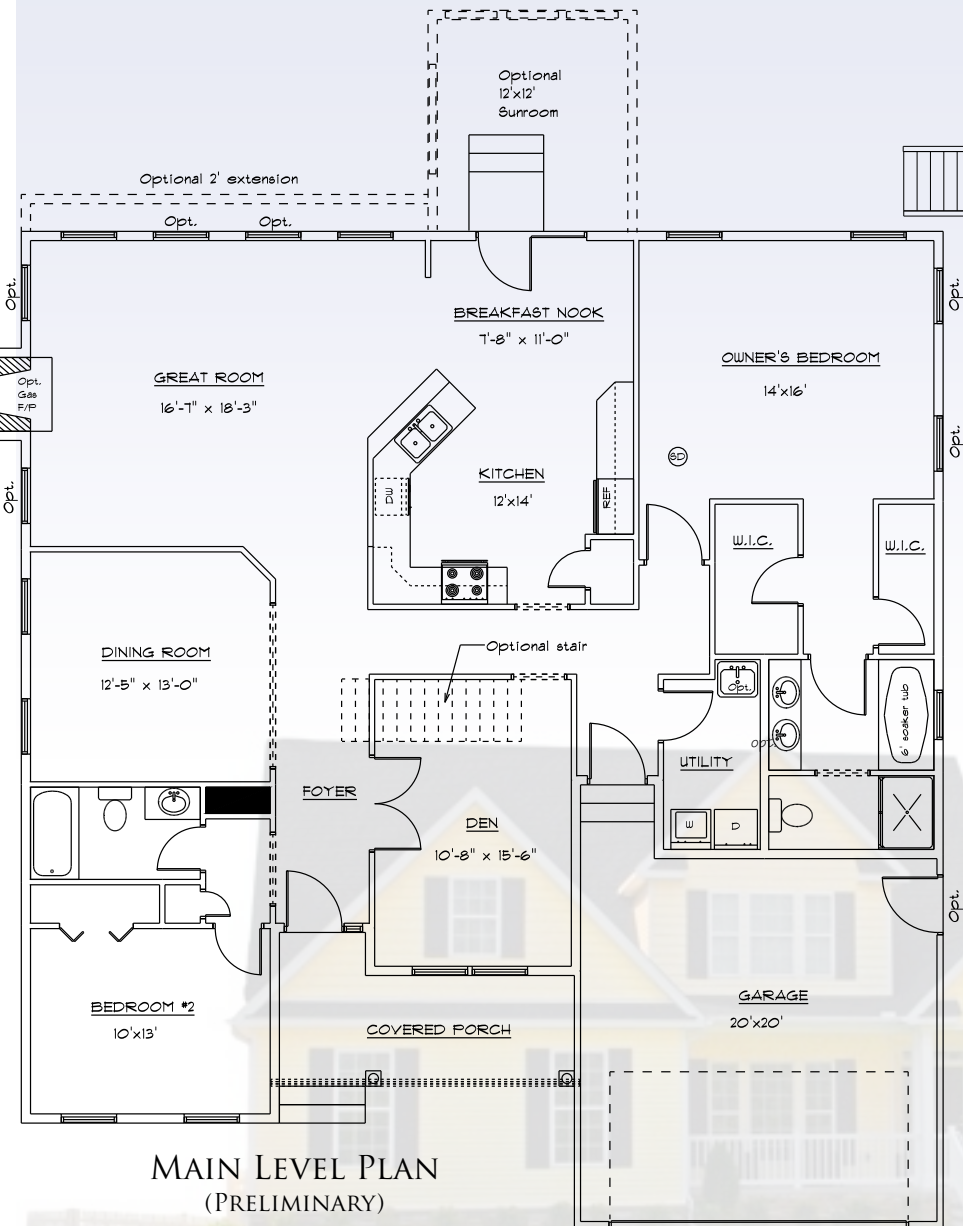 Optional
12'x12'
Sunroom
Optional 2' extension
Opt.
Opt.
Opt.
Opt.
BREAKFAST NOOK
7'-8" x 11'-0"
OWNER'S BEDROOM
14'x16'
GREAT ROOM
16'-7" x 18'-3"
Opt.
Gas
F/P
Opt.
SD
KITCHEN
12'x14'
DW
REF
Opt.
W.I.C.
W.I.C.
Optional stair
DINING ROOM
12'-5" x 13'-0"
Opt.
6' soaker tub
Opt.
UTILITY
FOYER
W
D
DEN
10'-8" x 15'-6"
Opt.
BEDROOM #2
10'x13'
GARAGE
20'x20'
COVERED PORCH
MAIN LEVEL PLAN
(PRELIMINARY)